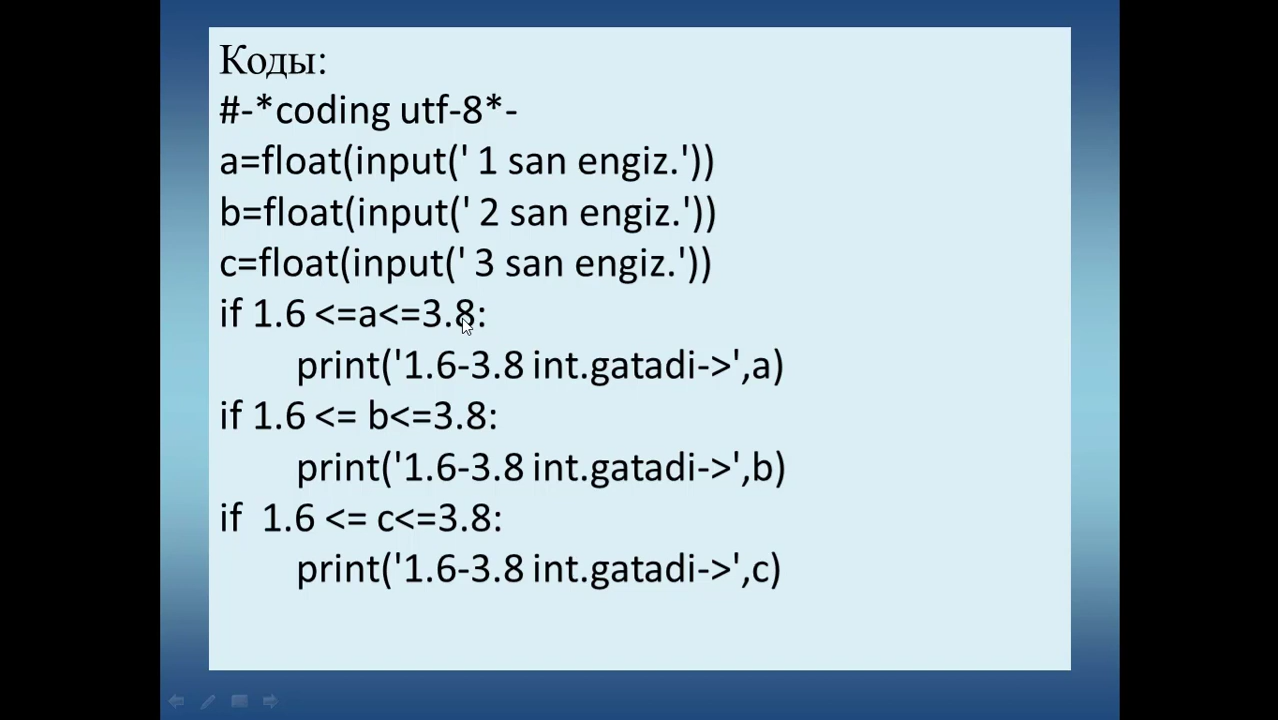 Коды:
#-*coding utf-8*-
a=float(input(' 1 san engiz.'))
b=float(input(' 2 san engiz.'))
c=float(input(' 3 san engiz.'))
if 1.6 <=a<=3.8:
print('1.6-3.8 int.gatadi->',a)
if 1.6 <= b<=3.8:
print('1.6-3.8 int.gatadi->',b)
if  1.6 <= c<=3.8:
print('1.6-3.8 int.gatadi->',c)